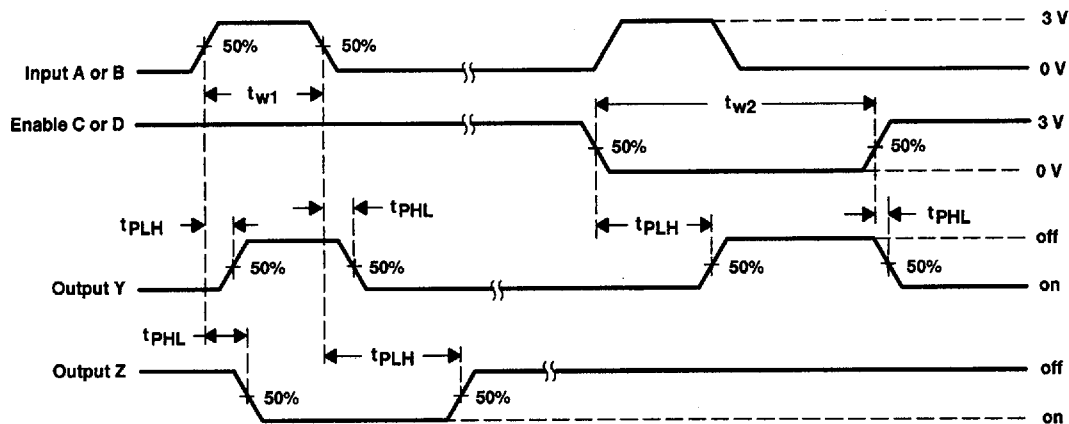 3 V
50%
50%
Input A or B
0 V
tw1
tw2
Enable C or D
3 V
50%
50%
0 V
tPLH
tPHL
tPLH
tPHL
off
50%
50%
50%
50%
Output Y
on
tPHL
tPLH
Output Z
off
50%
50%
on